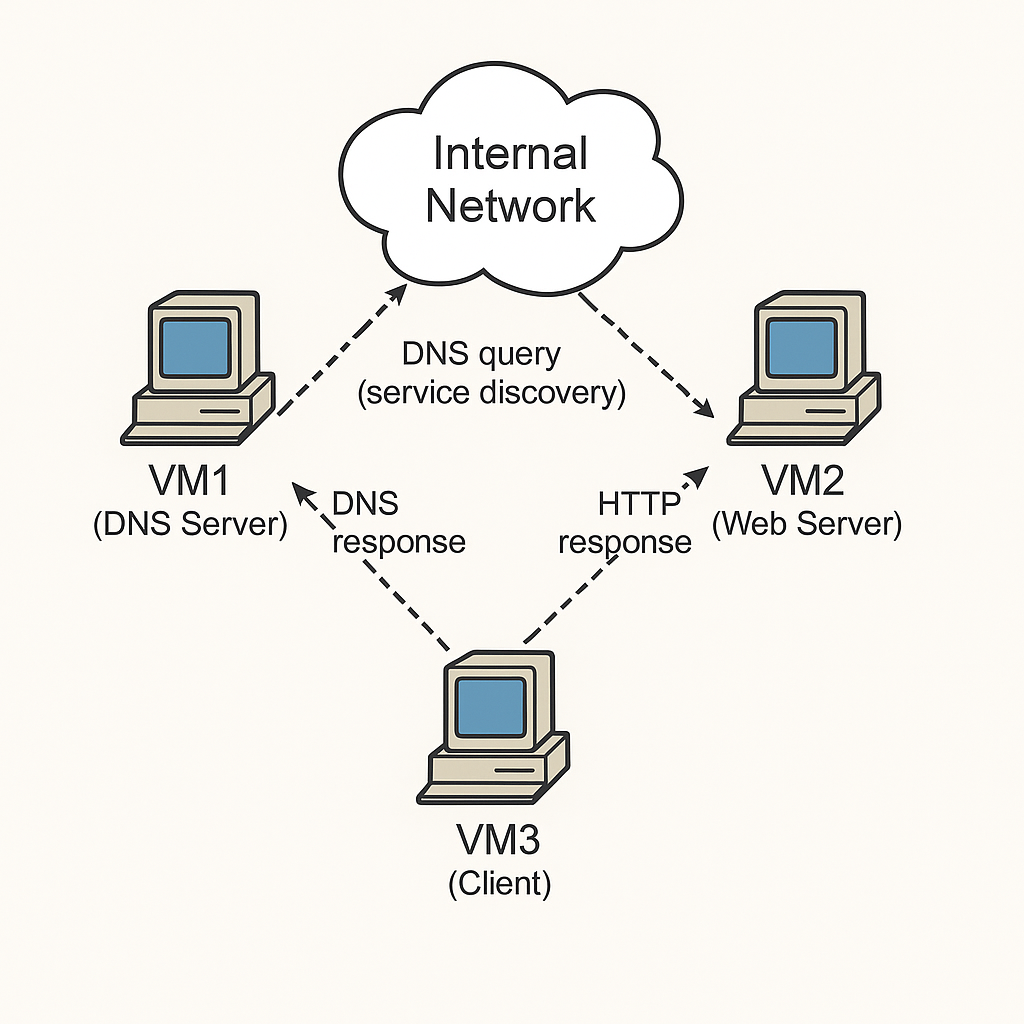 Internal
Network
DNS query
(service discovery)
VM1
(DNS Server)
VM2
(Web Server)
DNS
response
HTTP
response
VM3
(Client)